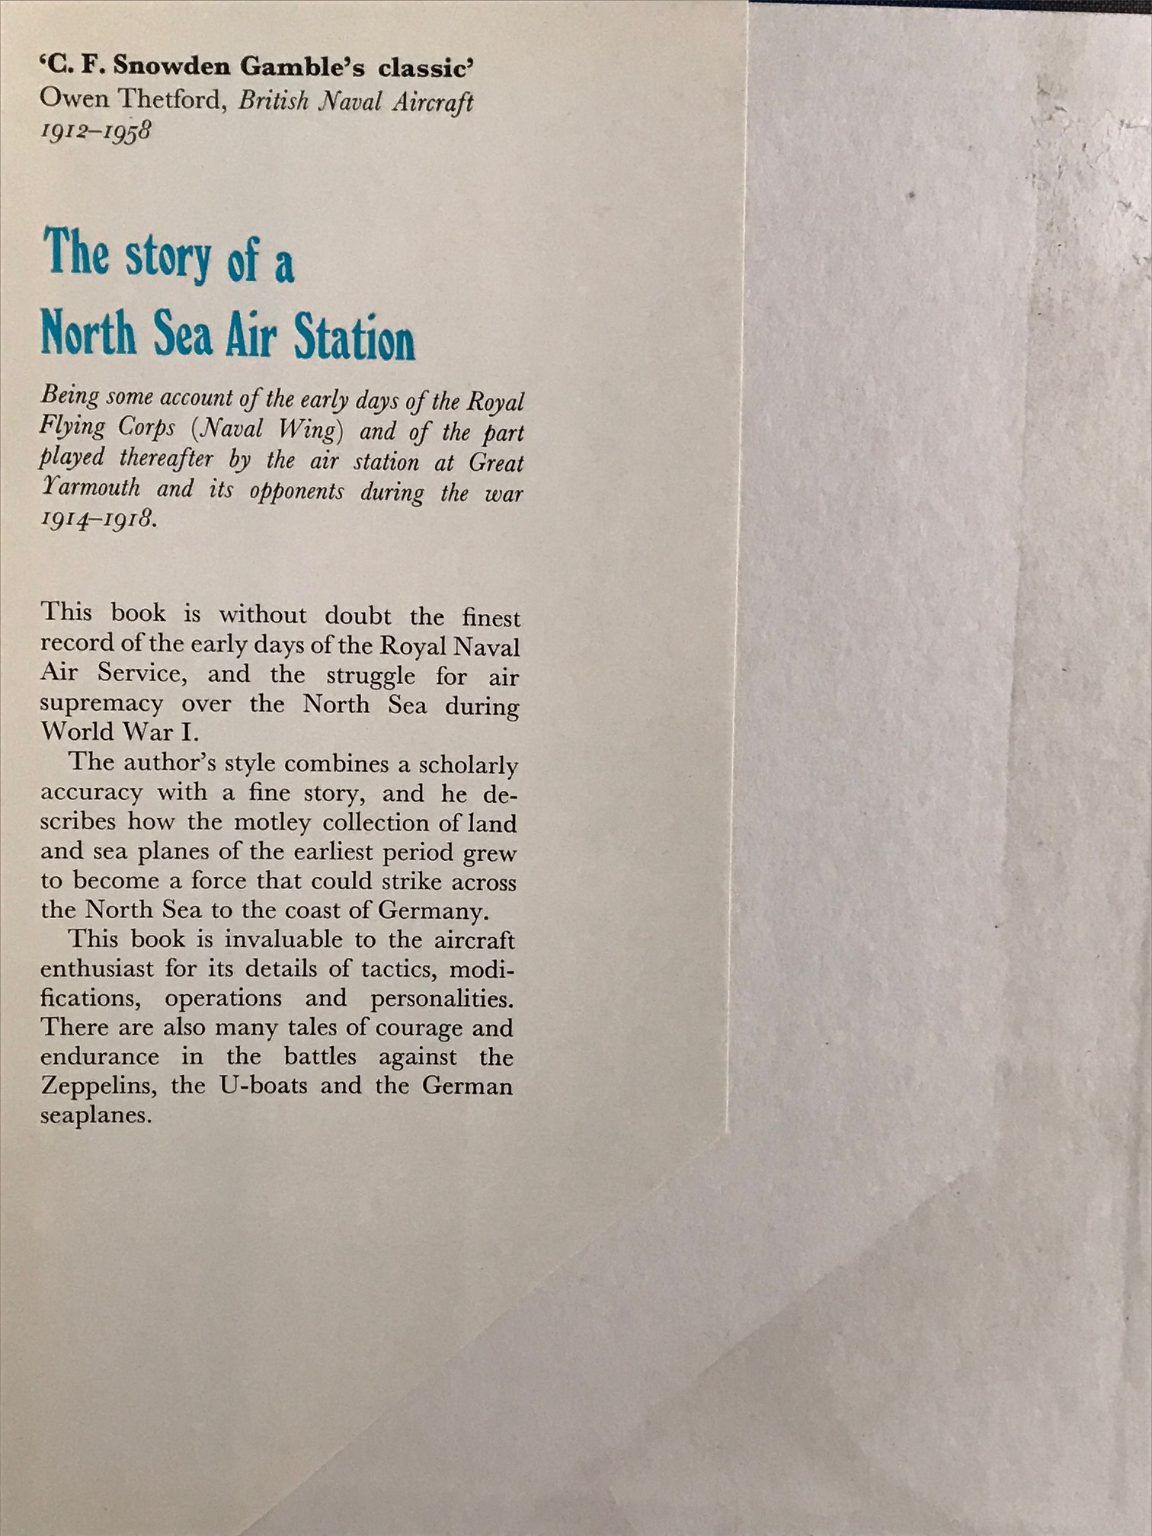 ‘C. F. Snowden Gamble’s classic’
Owen Thetford, British Naval Aircraft
1912–1958
The story of a
North Sea Air Station
Being some account of the early days of the Royal
Flying Corps (Naval Wing) and of the part
played thereafter by the air station at Great
Yarmouth and its opponents during the war
1914–1918.
This book is without doubt the finest
record of the early days of the Royal Naval
Air Service, and the struggle for air
supremacy over the North Sea during
World War I.
The author’s style combines a scholarly
accuracy with a fine story, and he de-
scribes how the motley collection of land
and sea planes of the earliest period grew
to become a force that could strike across
the North Sea to the coast of Germany.
This book is invaluable to the aircraft
enthusiast for its details of tactics, modi-
fications, operations and personalities.
There are also many tales of courage and
endurance in the battles against the
Zeppelins, the U-boats and the German
seaplanes.